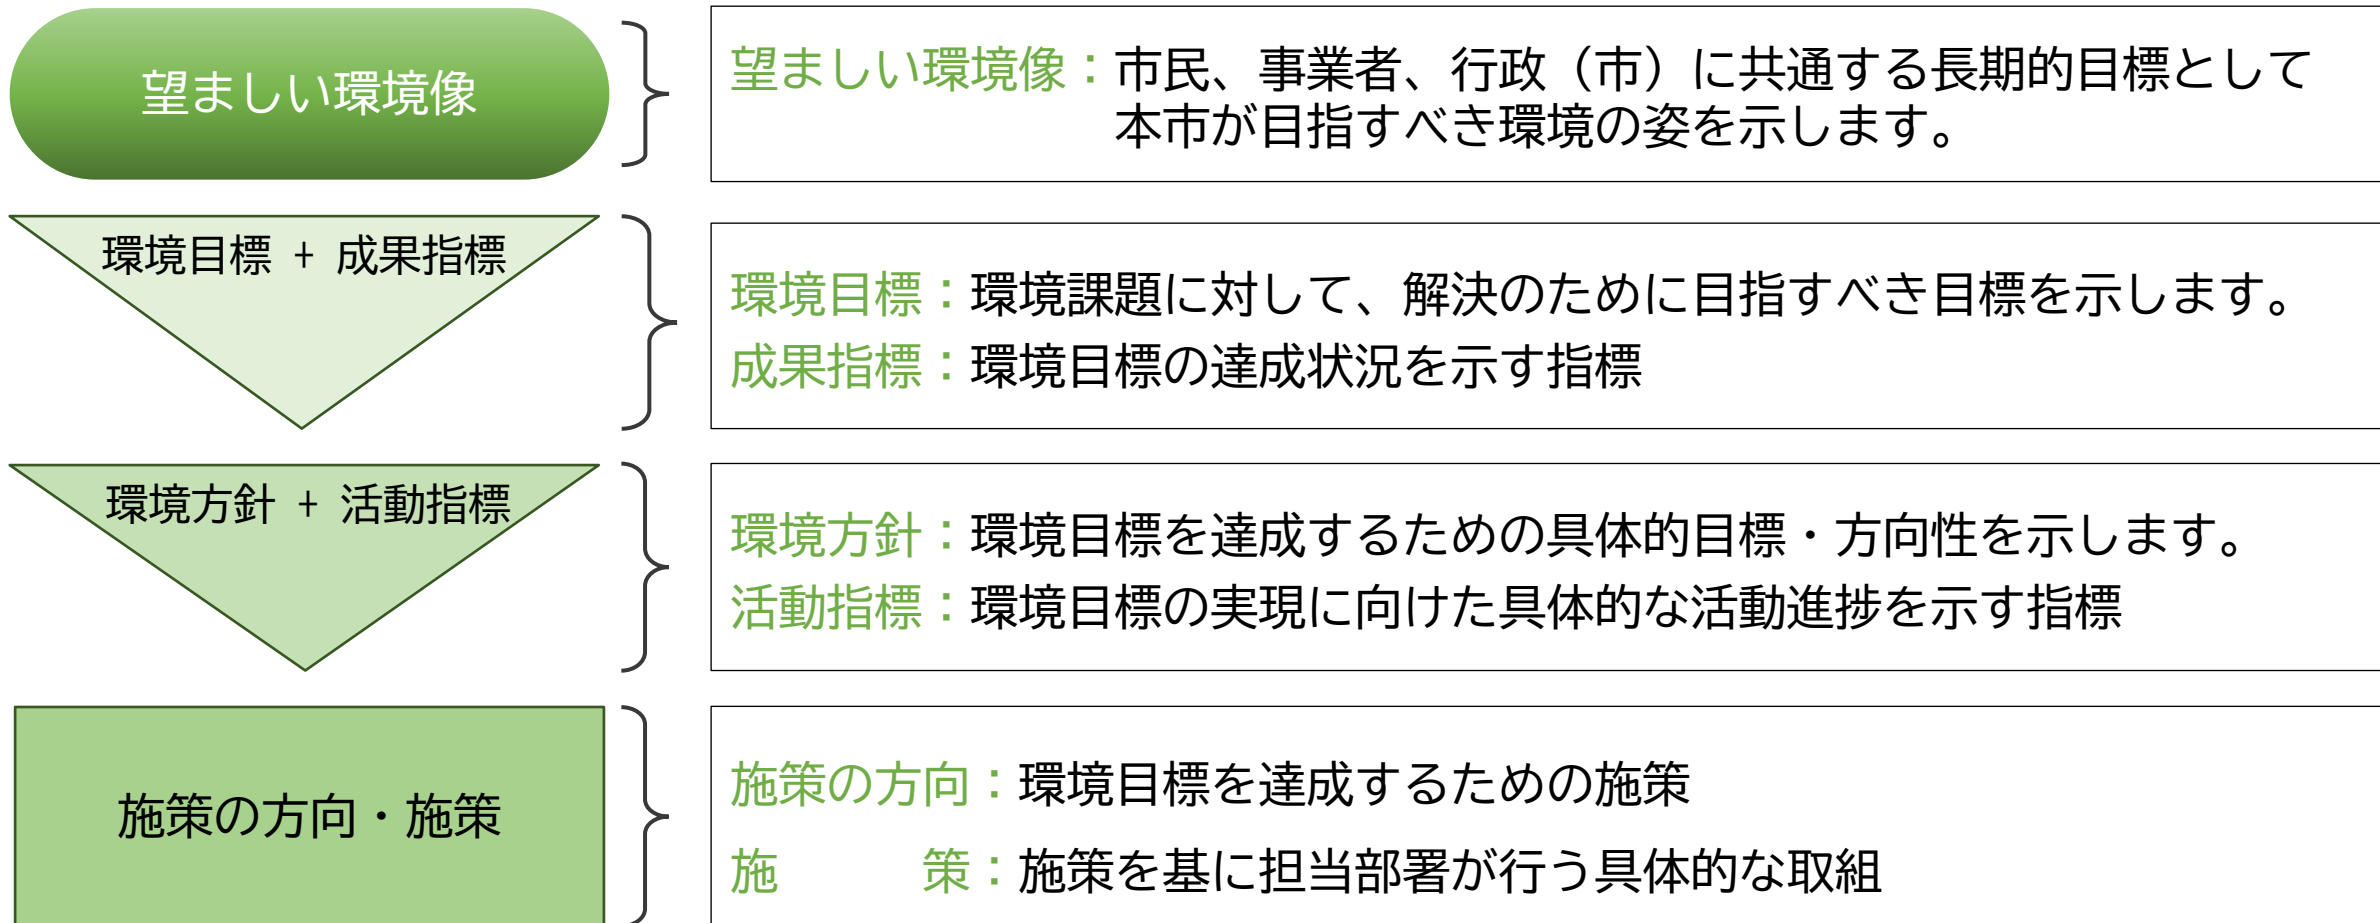 望ましい環境像
望ましい環境像：市民、事業者、行政（市）に共通する長期的目標として
本市が目指すべき環境の姿を示します。
環境目標 + 成果指標
環境目標：環境課題に対して、解決のために目指すべき目標を示します。
成果指標：環境目標の達成状況を示す指標
環境方針 + 活動指標
環境方針：環境目標を達成するための具体的目標・方向性を示します。
活動指標：環境目標の実現に向けた具体的な活動進捗を示す指標
施策の方向・施策
施策の方向：環境目標を達成するための施策
施　　　策：施策を基に担当部署が行う具体的な取組